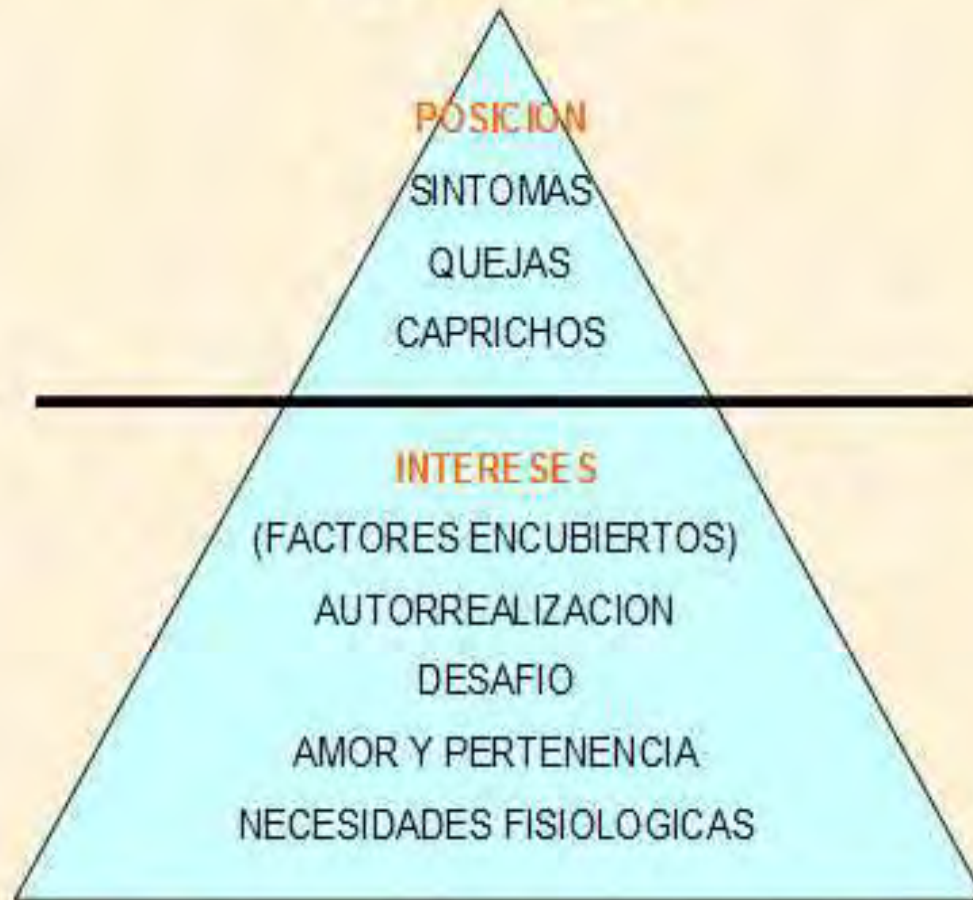 POSICION
SINTOMAS
QUEJAS
CAPRICHOS
INTERESES
(FACTORES ENCUBIERTOS)
AUTORREALIZACION
DESAFIO
AMOR Y PERTENENCIA
NECESIDADES FISIOLOGICAS